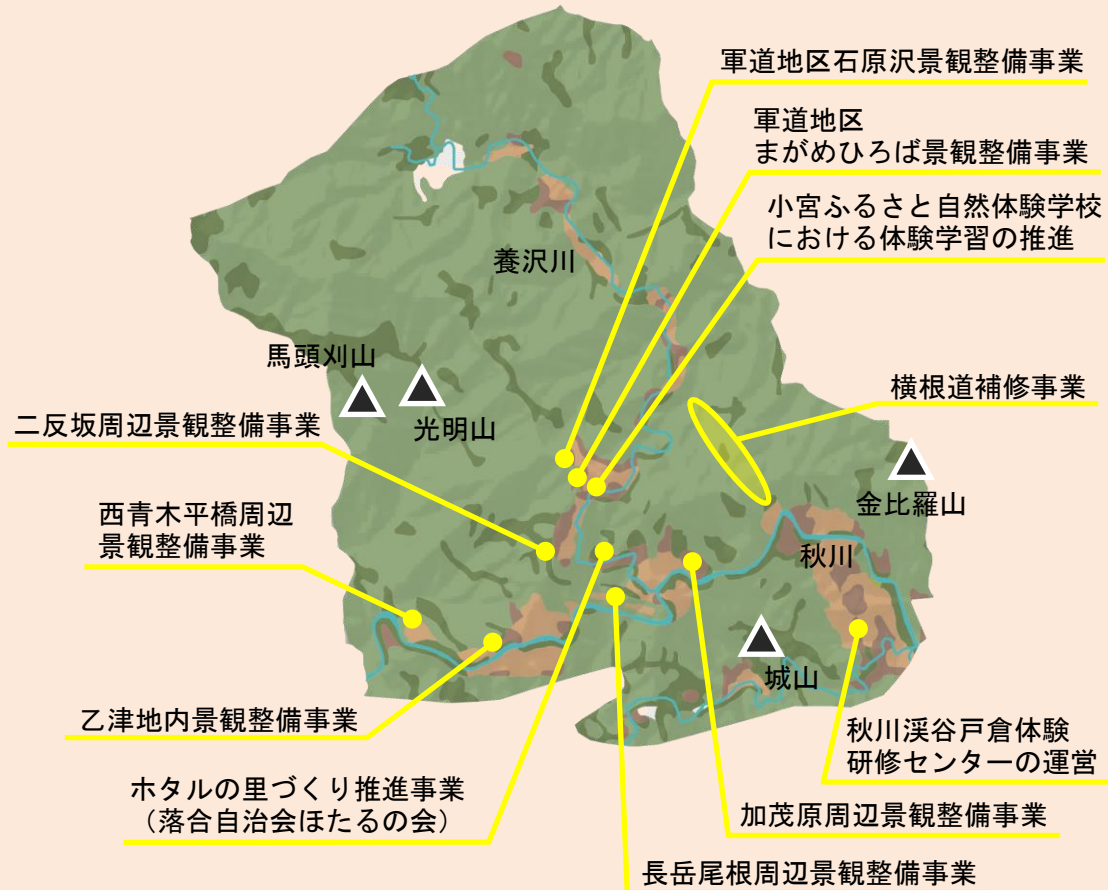 軍道地区石原沢景観整備事業
軍道地区
まがめひろば景観整備事業
小宮ふるさと自然体験学校
における体験学習の推進
養沢川
馬頭刈山
光明山
横根道補修事業
二反坂周辺景観整備事業
金比羅山
西青木平橋周辺
景観整備事業
秋川
城山
乙津地内景観整備事業
秋川渓谷戸倉体験
研修センターの運営
ホタルの里づくり推進事業
（落合自治会ほたるの会）
加茂原周辺景観整備事業
長岳尾根周辺景観整備事業